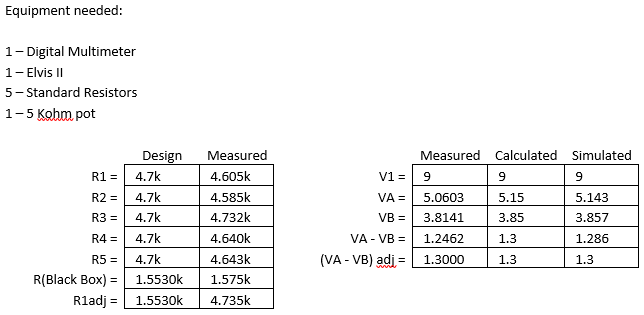 Equipment needed:
1 – Digital Multimeter
1 – Elvis II
5 – Standard Resistors
1 – 5 Kohm pot
Design Measured
R1 = 4.7k 4.605k
R2 = 4.7k 4.585k
R3 = 4.7k 4.732k
R4 = 4.7k 4.640k
R5 = 4.7k 4.643k
R(Black Box) = 1.5530k 1.575k
R1adj = 1.5530k 4.735k
Measured Calculated Simulated
V1 = 9 9 9
VA = 5.0603 5.15 5.143
VB = 3.8141 3.85 3.857
VA - VB = 1.2462 1.3 1.286
(VA - VB) adj = 1.3000 1.3 1.3